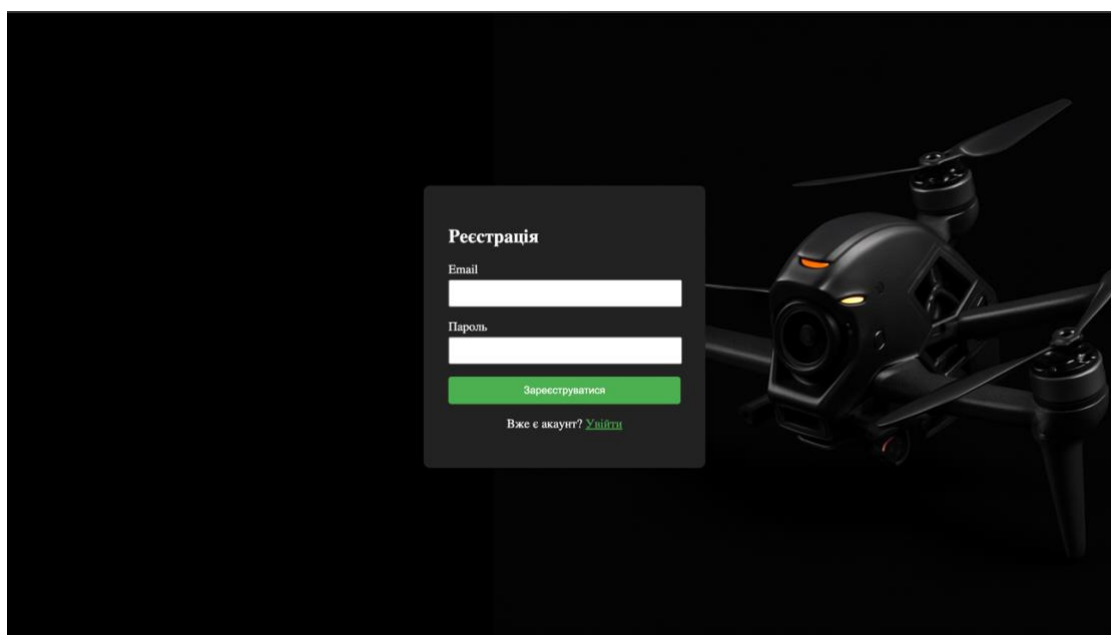 Реєстрація
Email
Пароль
Зареєструватися
Вже є акаунт? Увійти